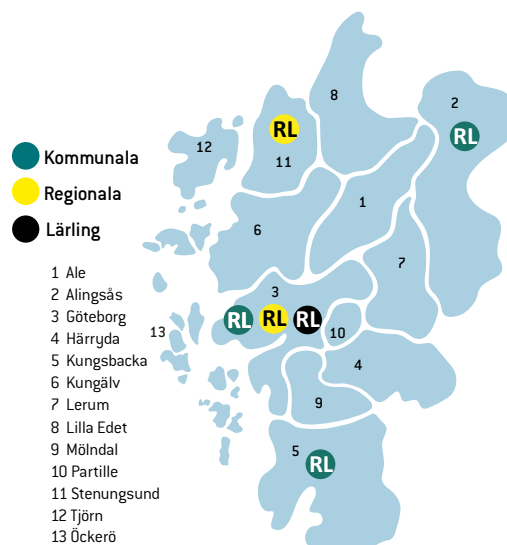 8
2
RL
RL
12
11
Kommunala
Regionala
Lärling
1
6
7
1 Ale
2 Alingsås
3 Göteborg
4 Härryda
5 Kungsbacka
6 Kungälv
7 Lerum
8 Lilla Edet
9 Mölndal
10 Partille
11 Stenungsund
12 Tjörn
13 Öckerö
3
13
RL
RL
RL
10
4
9
5
RL